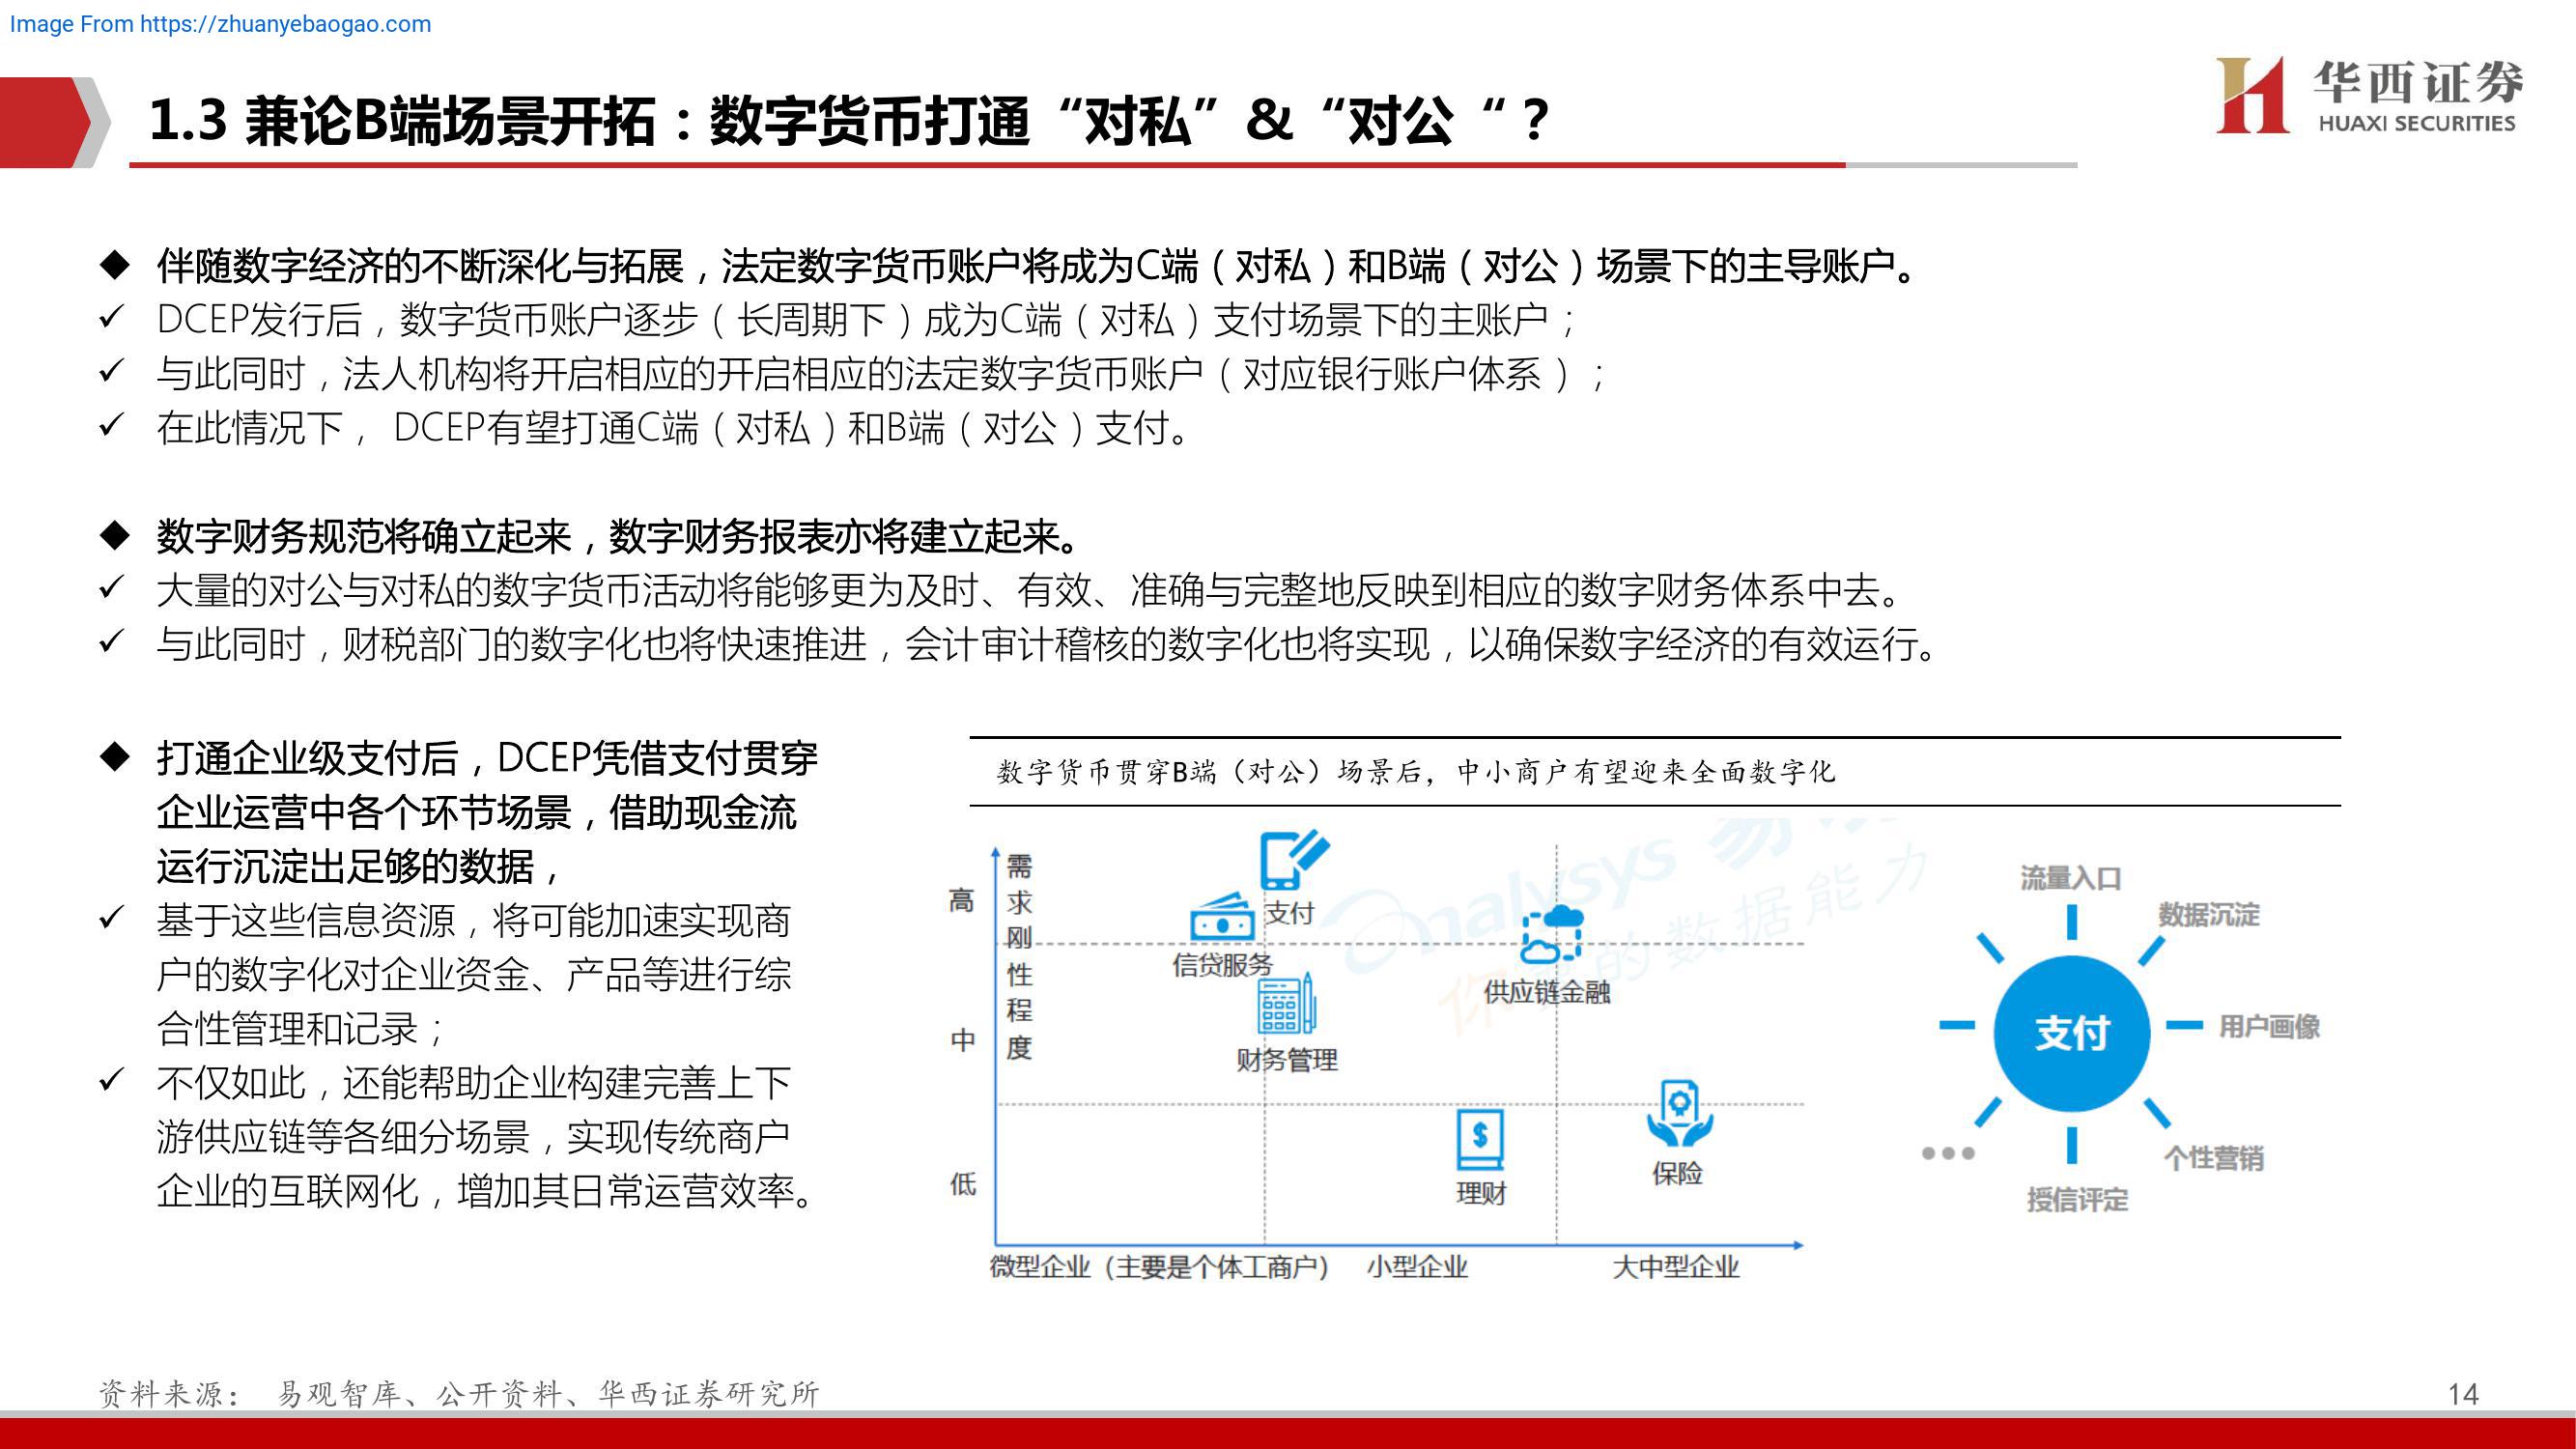 Image From https://zhuanyebaogao.com
华西证券
HUAXI SECURITIES
1.3 兼论B端场景开拓：数字货币打通“对私”&“对公“？
伴随数字经济的不断深化与拓展，法定数字货币账户将成为C端（对私）和B端（对公）场景下的主导账户。
DCEP发行后，数字货币账户逐步（长周期下）成为C端（对私）支付场景下的主账户；
与此同时，法人机构将开启相应的开启相应的法定数字货币账户（对应银行账户体系）；
在此情况下， DCEP有望打通C端（对私）和B端（对公）支付。
数字财务规范将确立起来，数字财务报表亦将建立起来。
大量的对公与对私的数字货币活动将能够更为及时、有效、准确与完整地反映到相应的数字财务体系中去。
与此同时，财税部门的数字化也将快速推进，会计审计稽核的数字化也将实现，以确保数字经济的有效运行。
打通企业级支付后，DCEP凭借支付贯穿
企业运营中各个环节场景，借助现金流
运行沉淀出足够的数据，
基于这些信息资源，将可能加速实现商
户的数字化对企业资金、产品等进行综
合性管理和记录；
不仅如此，还能帮助企业构建完善上下
游供应链等各细分场景，实现传统商户
企业的互联网化，增加其日常运营效率。
数字货币贯穿B端（对公）场景后，中小商户有望迎来全面数字化
需求刚性程度
高
中
低
支付
信贷服务
财务管理
供应链金融
理财
保险
微型企业（主要是个体工商户）
小型企业
大中型企业
analysys 易
你要的数据能力
流量入口
数据沉淀
支付
用户画像
个性营销
授信评定
•••
资料来源： 易观智库、公开资料、华西证券研究所
14